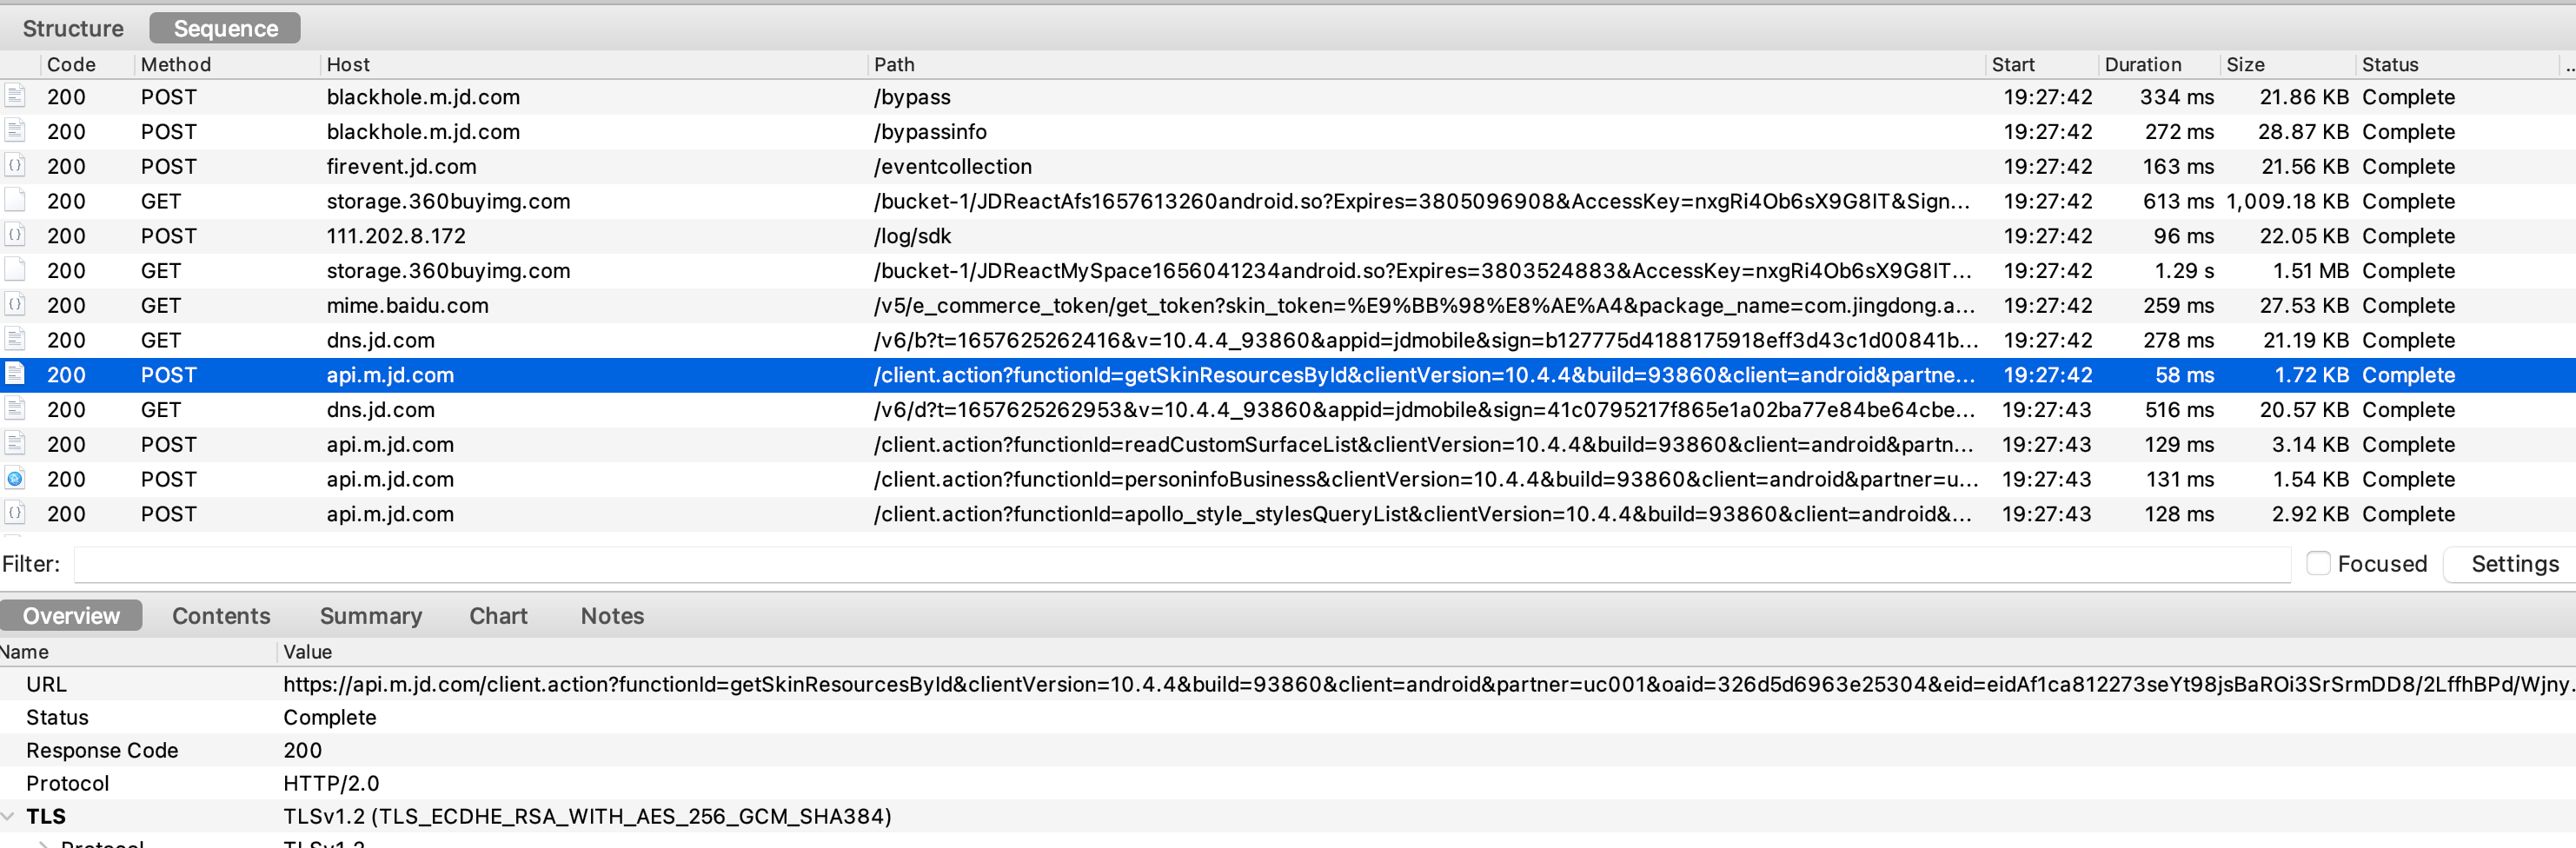 Structure Sequence
Code Method Host Path Start Duration Size Status ..
200 POST blackhole.m.jd.com /bypass 19:27:42 334 ms 21.86 KB Complete
200 POST blackhole.m.jd.com /bypassinfo 19:27:42 272 ms 28.87 KB Complete
200 POST firevent.jd.com /eventcollection 19:27:42 163 ms 21.56 KB Complete
200 GET storage.360buyimg.com /bucket-1/JDReactAfs1657613260android.so?Expires=3805096908&AccessKey=nxgRi4Ob6sX9G8IT&Sign... 19:27:42 613 ms 1,009.18 KB Complete
200 POST 111.202.8.172 /log/sdk 19:27:42 96 ms 22.05 KB Complete
200 GET storage.360buyimg.com /bucket-1/JDReactMySpace1656041234android.so?Expires=3803524883&AccessKey=nxgRi4Ob6sX9G8IT... 19:27:42 1.29 s 1.51 MB Complete
200 GET mime.baidu.com /v5/e_commerce_token/get_token?skin_token=%E9%BB%98%E8%AE%A4&package_name=com.jingdong.a... 19:27:42 259 ms 27.53 KB Complete
200 GET dns.jd.com /v6/b?t=1657625262416&v=10.4.4_93860&appid=jdmobile&sign=b127775d4188175918eff3d43c1d00841b... 19:27:42 278 ms 21.19 KB Complete
200 POST api.m.jd.com /client.action?functionId=getSkinResourcesById&clientVersion=10.4.4&build=93860&client=android&partne... 19:27:42 58 ms 1.72 KB Complete
200 GET dns.jd.com /v6/d?t=1657625262953&v=10.4.4_93860&appid=jdmobile&sign=41c0795217f865e1a02ba77e84be64cbe... 19:27:43 516 ms 20.57 KB Complete
200 POST api.m.jd.com /client.action?functionId=readCustomSurfaceList&clientVersion=10.4.4&build=93860&client=android&partn... 19:27:43 129 ms 3.14 KB Complete
200 POST api.m.jd.com /client.action?functionId=personinfoBusiness&clientVersion=10.4.4&build=93860&client=android&partner=u... 19:27:43 131 ms 1.54 KB Complete
200 POST api.m.jd.com /client.action?functionId=apollo_style_stylesQueryList&clientVersion=10.4.4&build=93860&client=android&... 19:27:43 128 ms 2.92 KB Complete
Filter: Focused Settings
Overview Contents Summary Chart Notes
Name Value
URL https://api.m.jd.com/client.action?functionId=getSkinResourcesById&clientVersion=10.4.4&build=93860&client=android&partner=uc001&oaid=326d5d6963e25304&eid=eidAf1ca812273seYt98jsBaROi3SrSrmDD8/2LffhBPd/Wjny.
Status Complete
Response Code 200
Protocol HTTP/2.0
TLS TLSv1.2 (TLS_ECDHE_RSA_WITH_AES_256_GCM_SHA384)
Protocol TLSv1.2